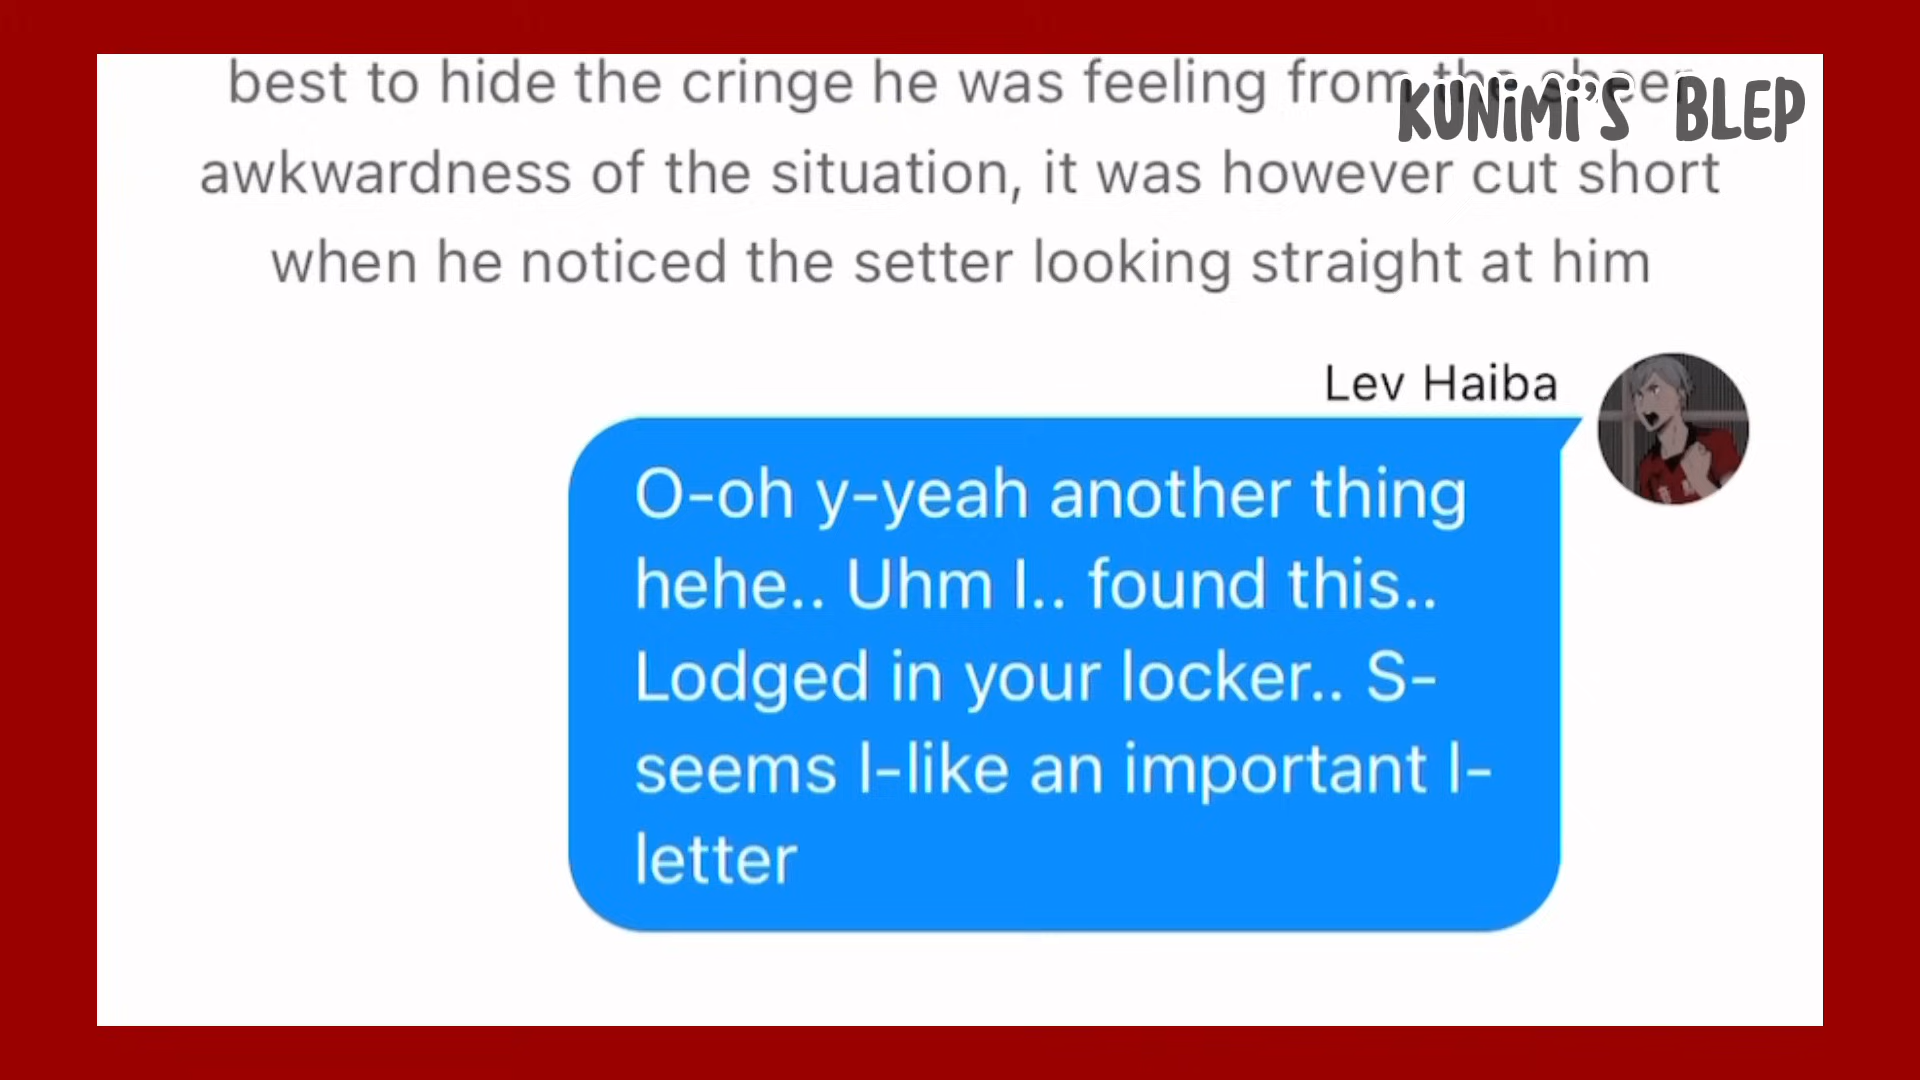 best to hide the cringe he was feeling from the sheer
KUNIMI'S BLEP
awkwardness of the situation, it was however cut short
when he noticed the setter looking straight at him
Lev Haiba
O-oh y-yeah another thing
hehe.. Uhm I.. found this..
Lodged in your locker.. S-
seems l-like an important l-
letter